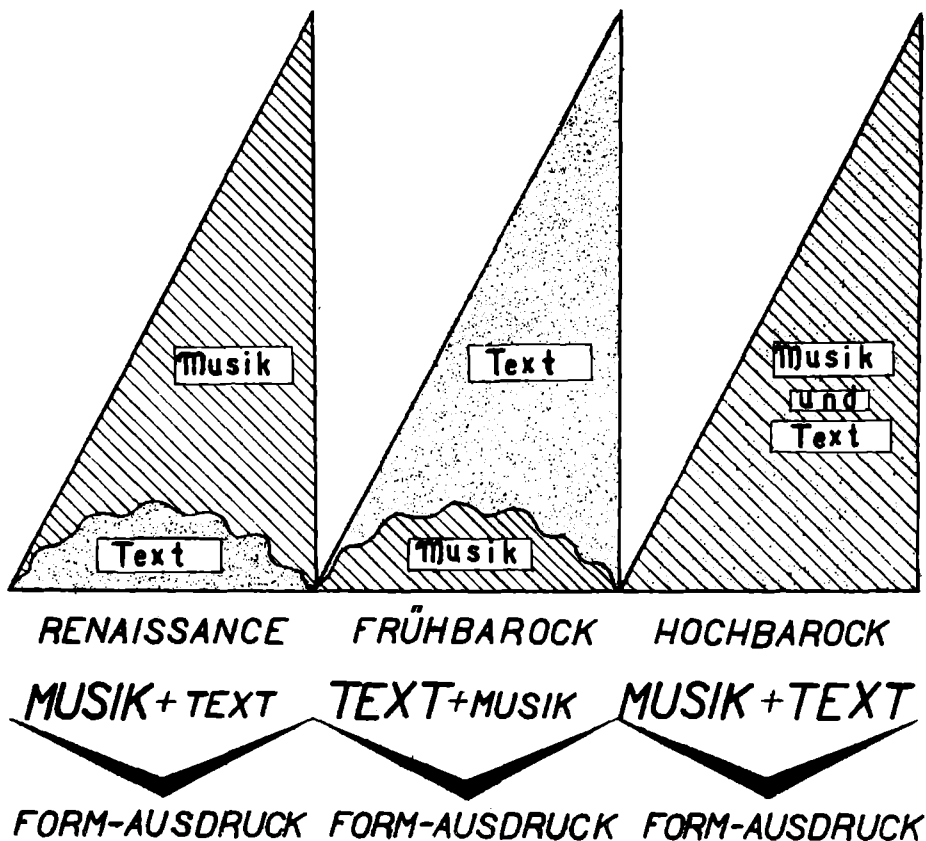 Musik
Text
Text
Musik
Musik
und
Text
RENAISSANCE FRÜHBAROCK HOCHBAROCK
MUSIK + TEXT TEXT + MUSIK MUSIK + TEXT
FORM-AUSDRUCK FORM-AUSDRUCK FORM-AUSDRUCK